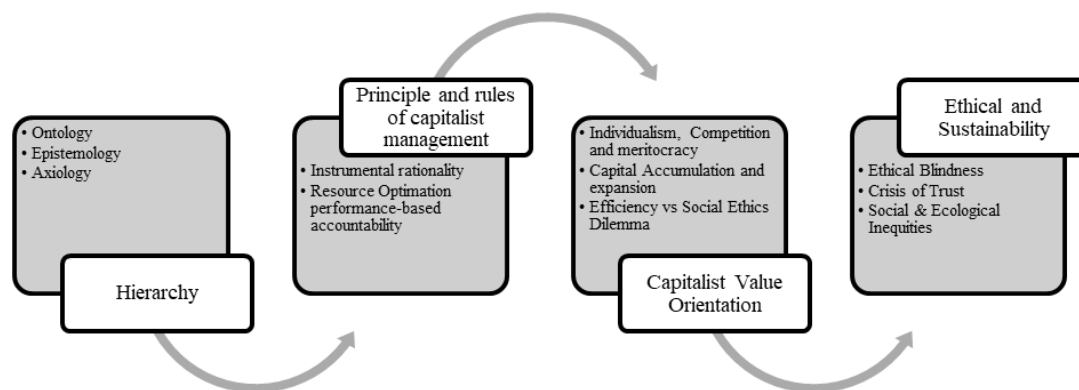 • Ontology
• Epistemology
• Axiology
Hierarchy
Principle and rules
of capitalist
management
• Instrumental rationality
• Resource Optimation
performance-based
accountability
• Individualism, Competition
and meritocracy
• Capital Accumulation and
expansion
• Efficiency vs Social Ethics
Dilemma
Capitalist Value
Orientation
Ethical and
Sustainability
• Ethical Blindness
• Crisis of Trust
• Social & Ecological
Inequities